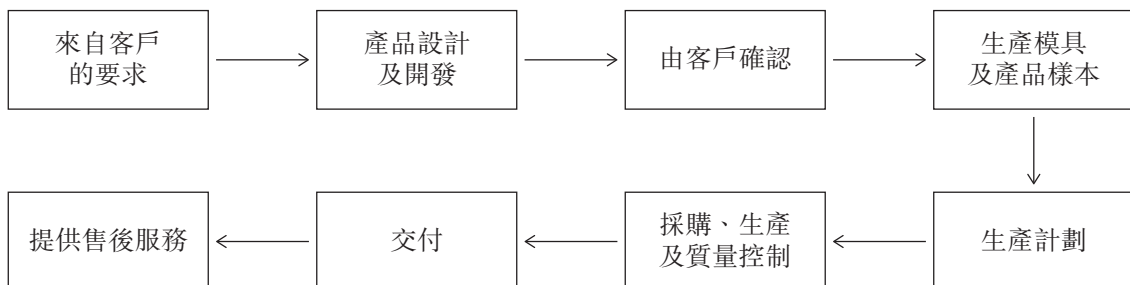 來自客戶
的要求
產品設計
及開發
由客戶確認
生產模具
及產品樣本
生產計劃
採購、生產
及質量控制
交付
提供售後服務